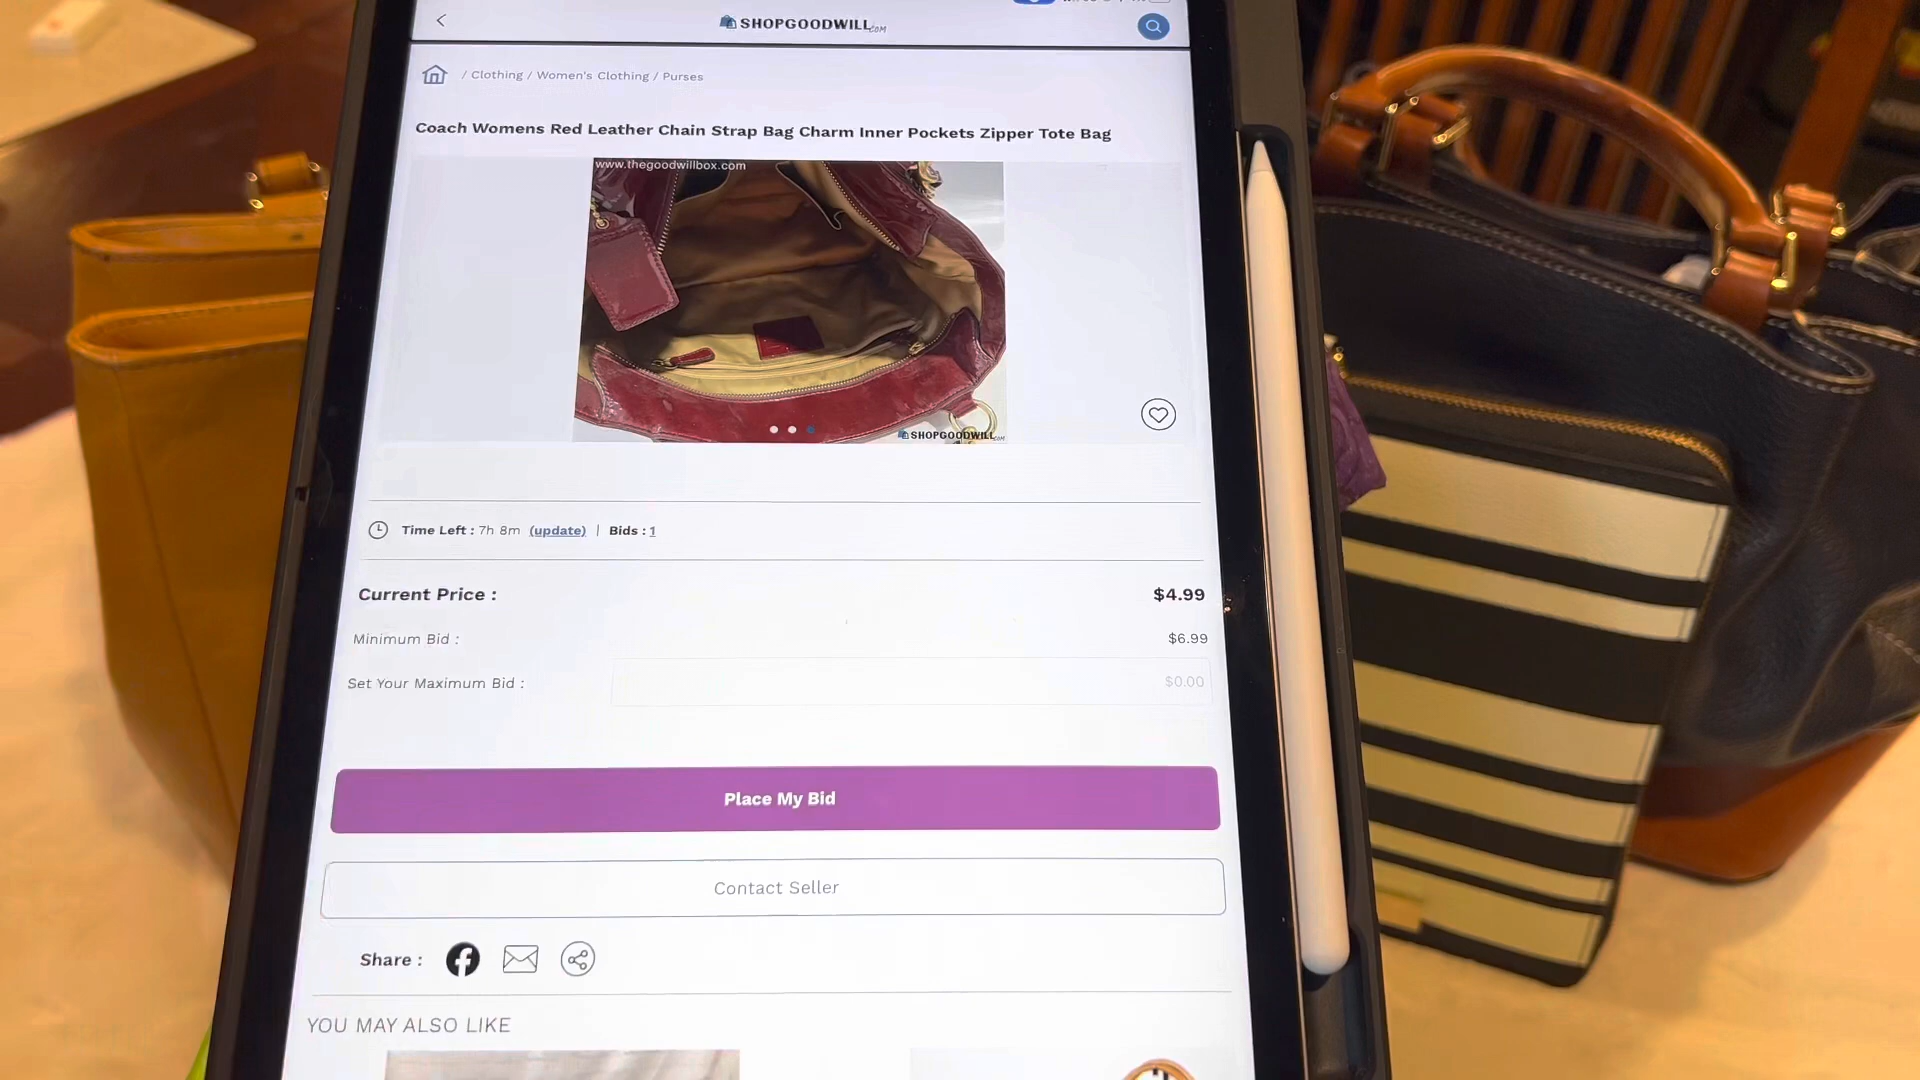 SHOPGOODWILL.COM
/ Clothing / Women's Clothing / Purses
Coach Womens Red Leather Chain Strap Bag Charm Inner Pockets Zipper Tote Bag
www.thegoodwillbox.com
SHOPGOODWILL.COM
Time Left : 7h 8m (update) | Bids : 1
Current Price : $4.99
Minimum Bid : $6.99
Set Your Maximum Bid : $0.00
Place My Bid
Contact Seller
Share :
YOU MAY ALSO LIKE